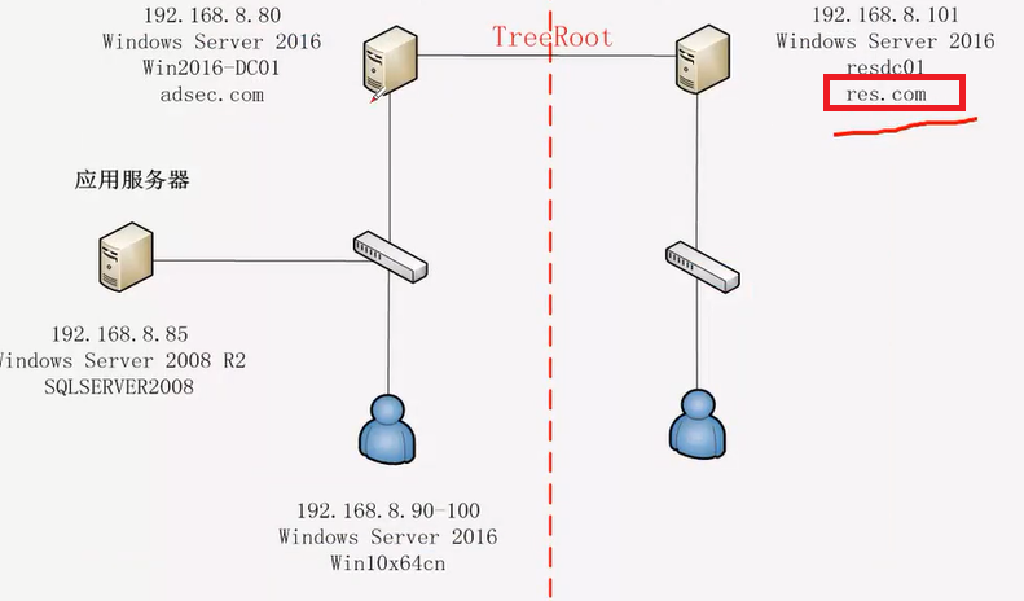 192.168.8.80
Windows Server 2016
Win2016-DC01
adsec.com
TreeRoot
192.168.8.101
Windows Server 2016
resdc01
res.com
应用服务器
192.168.8.85
Windows Server 2008 R2
SQLSERVER2008
192.168.8.90-100
Windows Server 2016
Win10x64cn